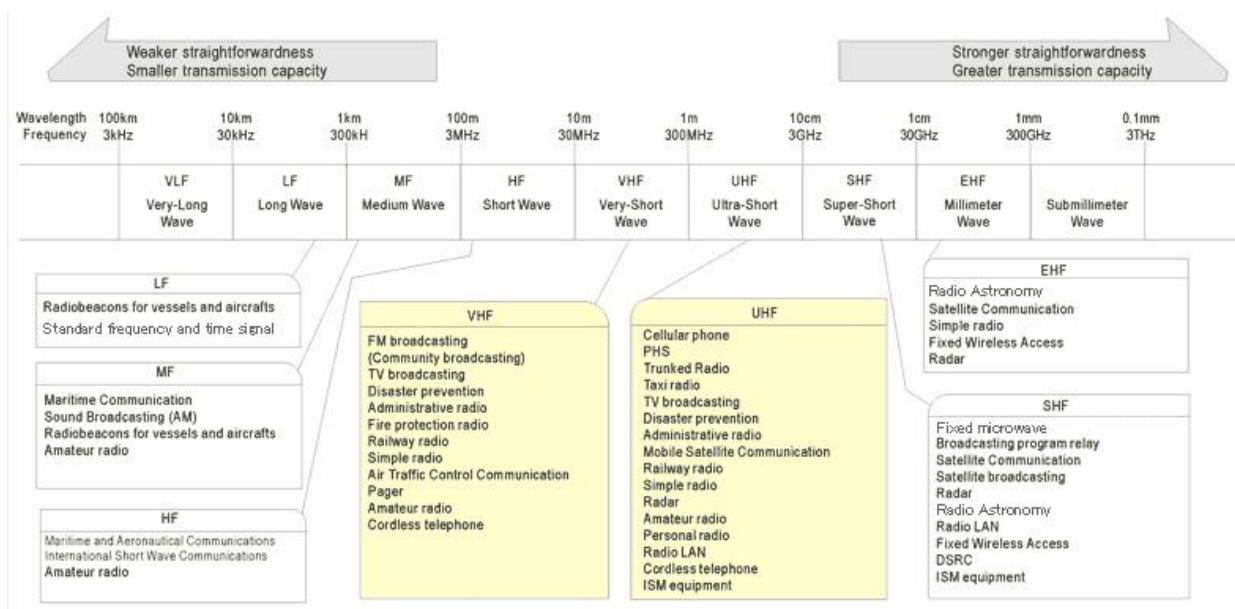 Weaker straightforwardness
Smaller transmission capacity
Stronger straightforwardness
Greater transmission capacity
Wavelength 100km 10km 1km 100m 10m 1m 10cm 1cm 1mm 0.1mm
Frequency 3kHz 30kHz 300kH 3MHz 30MHz 300MHz 3GHz 30GHz 300GHz 3THz
VLF LF MF HF VHF UHF SHF EHF
Very-Long Wave
Long Wave
Medium Wave
Short Wave
Very-Short Wave
Ultra-Short Wave
Super-Short Wave
Millimeter Wave
Submillimeter Wave
LF
Radiobeacons for vessels and aircrafts
Standard frequency and time signal
MF
Maritime Communication
Sound Broadcasting (AM)
Radiobeacons for vessels and aircrafts
Amateur radio
HF
Maritime and Aeronautical Communications
International Short Wave Communications
Amateur radio
VHF
FM broadcasting
(Community broadcasting)
TV broadcasting
Disaster prevention
Administrative radio
Fire protection radio
Railway radio
Simple radio
Air Traffic Control Communication
Pager
Amateur radio
Cordless telephone
UHF
Cellular phone
PHS
Trunked Radio
Taxi radio
TV broadcasting
Disaster prevention
Administrative radio
Mobile Satellite Communication
Railway radio
Simple radio
Radar
Amateur radio
Personal radio
Radio LAN
Cordless telephone
ISM equipment
EHF
Radio Astronomy
Satellite Communication
Simple radio
Fixed Wireless Access
Radar
SHF
Fixed microwave
Broadcasting program relay
Satellite Communication
Satellite broadcasting
Radar
Radio Astronomy
Radio LAN
Fixed Wireless Access
DSRC
ISM equipment